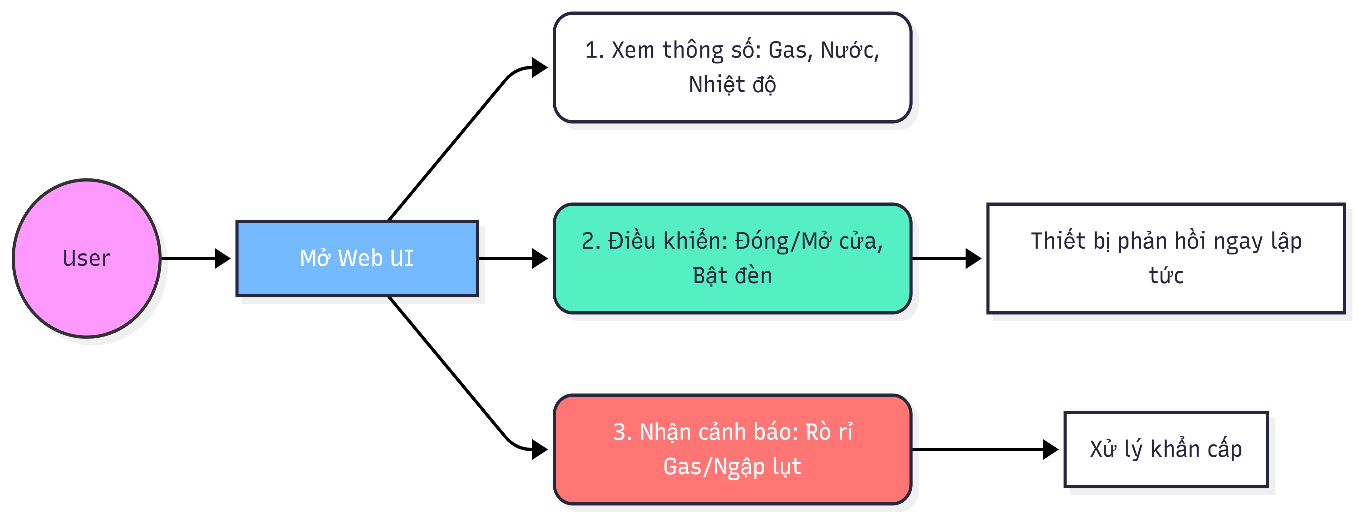 User
Mở Web UI
1. Xem thông số: Gas, Nước,
Nhiệt độ
2. Điều khiển: Đóng/Mở cửa,
Bật đèn
Thiết bị phản hồi ngay lập
tức
3. Nhận cảnh báo: Rò rỉ
Gas/Ngập lụt
Xử lý khẩn cấp